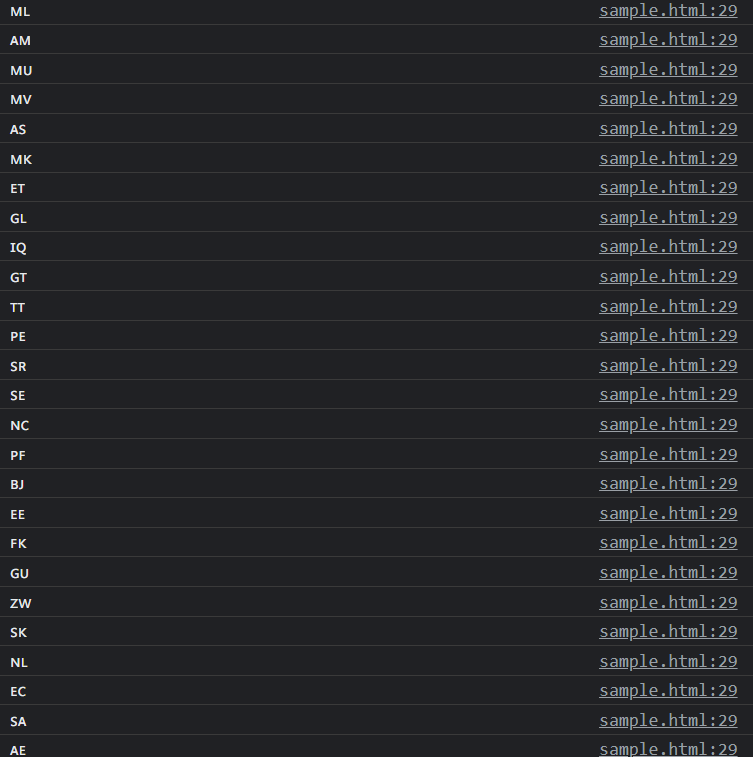 ML sample.html:29
AM sample.html:29
MU sample.html:29
MV sample.html:29
AS sample.html:29
MK sample.html:29
ET sample.html:29
GL sample.html:29
IQ sample.html:29
GT sample.html:29
TT sample.html:29
PE sample.html:29
SR sample.html:29
SE sample.html:29
NC sample.html:29
PF sample.html:29
BJ sample.html:29
EE sample.html:29
FK sample.html:29
GU sample.html:29
ZW sample.html:29
SK sample.html:29
NL sample.html:29
EC sample.html:29
SA sample.html:29
AE sample.html:29